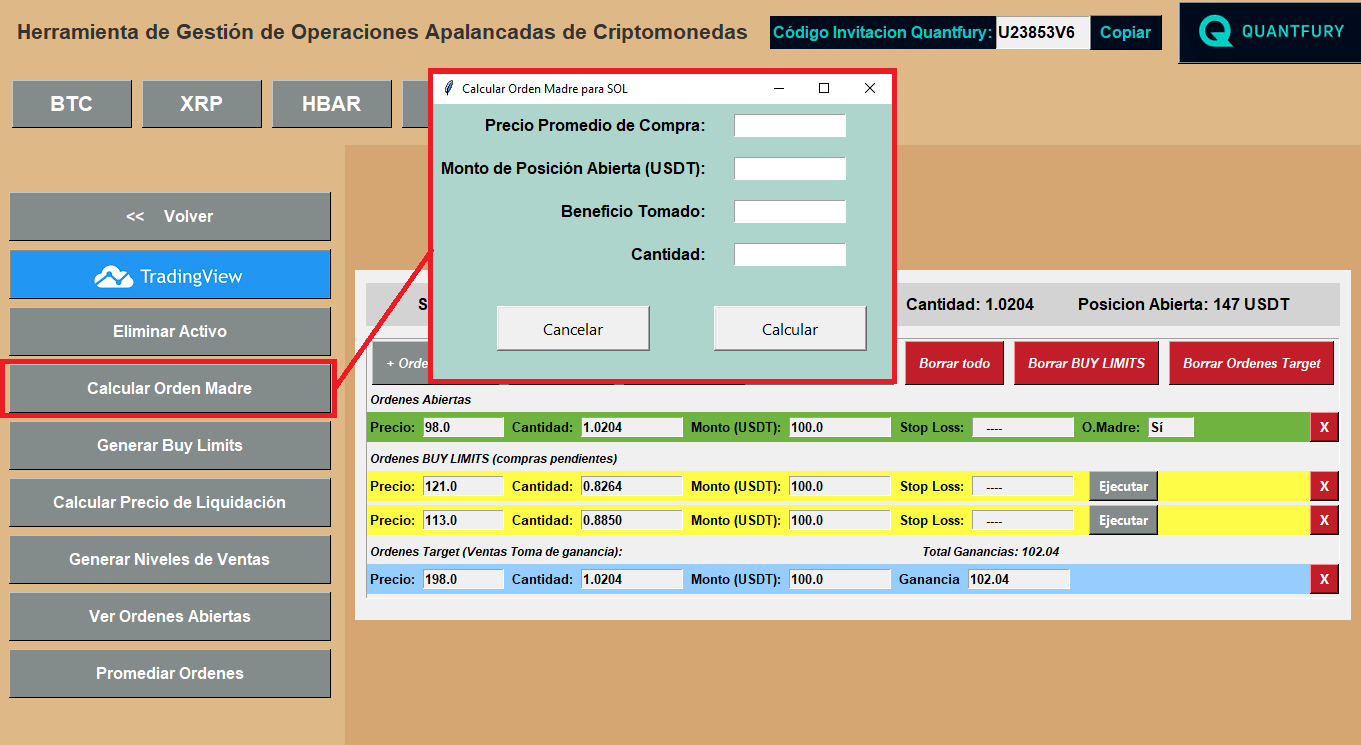 Herramienta de Gestión de Operaciones Apalancadas de Criptomonedas
Código Invitacion Quantfury: U23853V6 Copiar
QUANTFURY
BTC XRP HBAR
Calcular Orden Madre para SOL
Precio Promedio de Compra:
Monto de Posición Abierta (USDT):
Beneficio Tomado:
Cantidad:
Cancelar Calcular
<< Volver
TradingView
Eliminar Activo
Calcular Orden Madre
Generar Buy Limits
Calcular Precio de Liquidación
Generar Niveles de Ventas
Ver Ordenes Abiertas
Promediar Ordenes
Cantidad: 1.0204 Posicion Abierta: 147 USDT
Borrar todo Borrar BUY LIMITS Borrar Ordenes Target
Ordenes Abiertas
Precio: 98.0 Cantidad: 1.0204 Monto (USDT): 100.0 Stop Loss: ---- O.Madre: Sí X
Ordenes BUY LIMITS (compras pendientes)
Precio: 121.0 Cantidad: 0.8264 Monto (USDT): 100.0 Stop Loss: ---- Ejecutar X
Precio: 113.0 Cantidad: 0.8850 Monto (USDT): 100.0 Stop Loss: ---- Ejecutar X
Ordenes Target (Ventas Toma de ganancia): Total Ganancias: 102.04
Precio: 198.0 Cantidad: 1.0204 Monto (USDT): 100.0 Ganancia 102.04 X